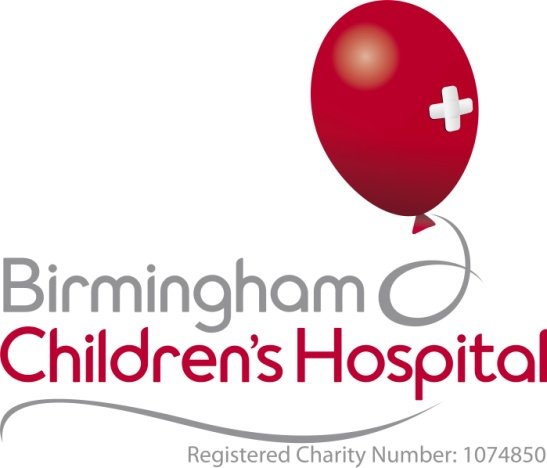 Birmingham
Children's Hospital
Registered Charity Number: 1074850